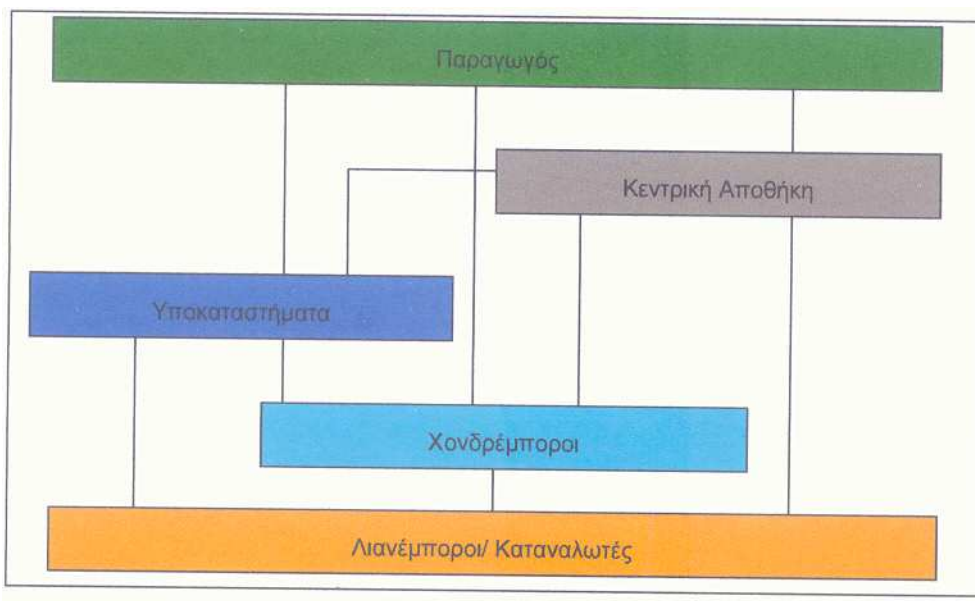 Παραγωγός
Κεντρική Αποθήκη
Υποκαταστήματα
Χονδρέμποροι
Λιανέμποροι/ Καταναλωτές